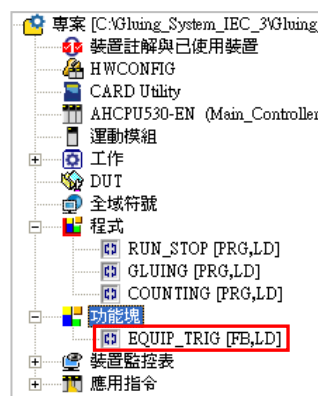 專案 [C:\Gluing_System_IEC_3\Gluing_
裝置註解與已使用裝置
HWCONFIG
CARD Utility
AHCPU530-EN (Main_Controller
運動模組
工作
DUT
全域符號
程式
RUN_STOP [PRG,LD]
GLUING [PRG,LD]
COUNTING [PRG,LD]
功能塊
EQUIP_TRIG [FB,LD]
裝置監控表
應用指令